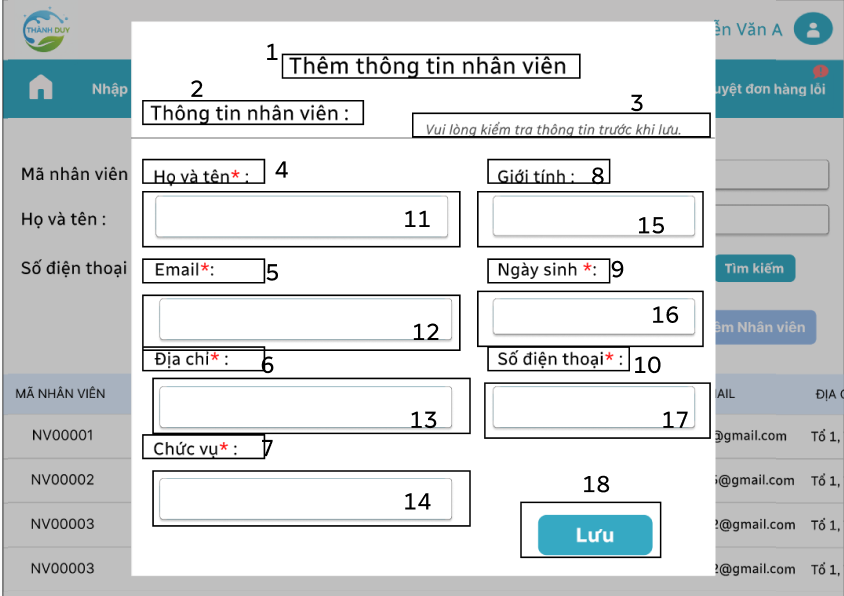 THÀNH DUY
ễn Văn A
1
Thêm thông tin nhân viên
Nhập
uyệt đơn hàng lỗi
!
2
Thông tin nhân viên :
3
Vui lòng kiểm tra thông tin trước khi lưu.
Mã nhân viên
Họ và tên* :
4
Giới tính :
8
11
15
Họ và tên :
Số điện thoại
Email*:
5
Ngày sinh *:
9
Tìm kiếm
12
16
êm Nhân viên
Địa chỉ* :
6
Số điện thoại* :
10
MÃ NHÂN VIÊN
AIL
ĐỊA C
13
17
NV00001
@gmail.com
Tổ 1,
Chức vụ* :
7
NV00002
5@gmail.com
Tổ 1,
14
18
NV00003
2@gmail.com
Tổ 1,
Lưu
NV00003
2@gmail.com
Tổ 1,